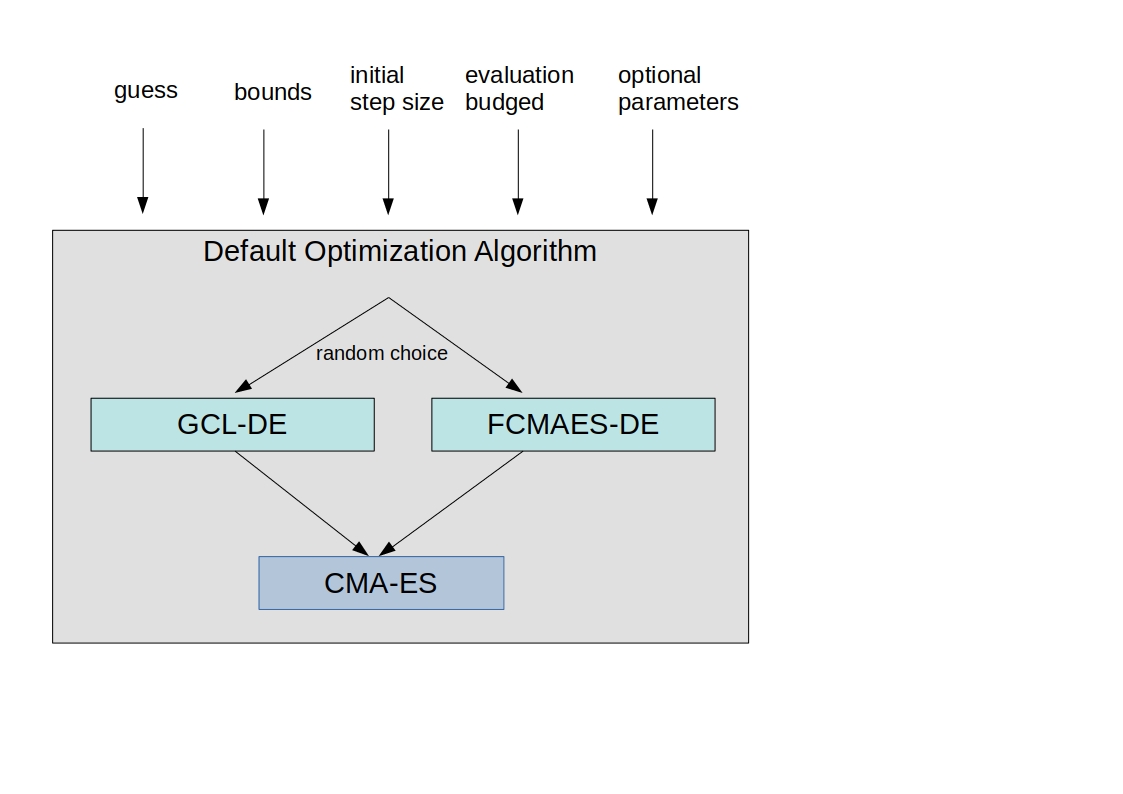 guess
bounds
initial
step size
evaluation
budged
optional
parameters
Default Optimization Algorithm
random choice
GCL-DE
FCMAES-DE
CMA-ES